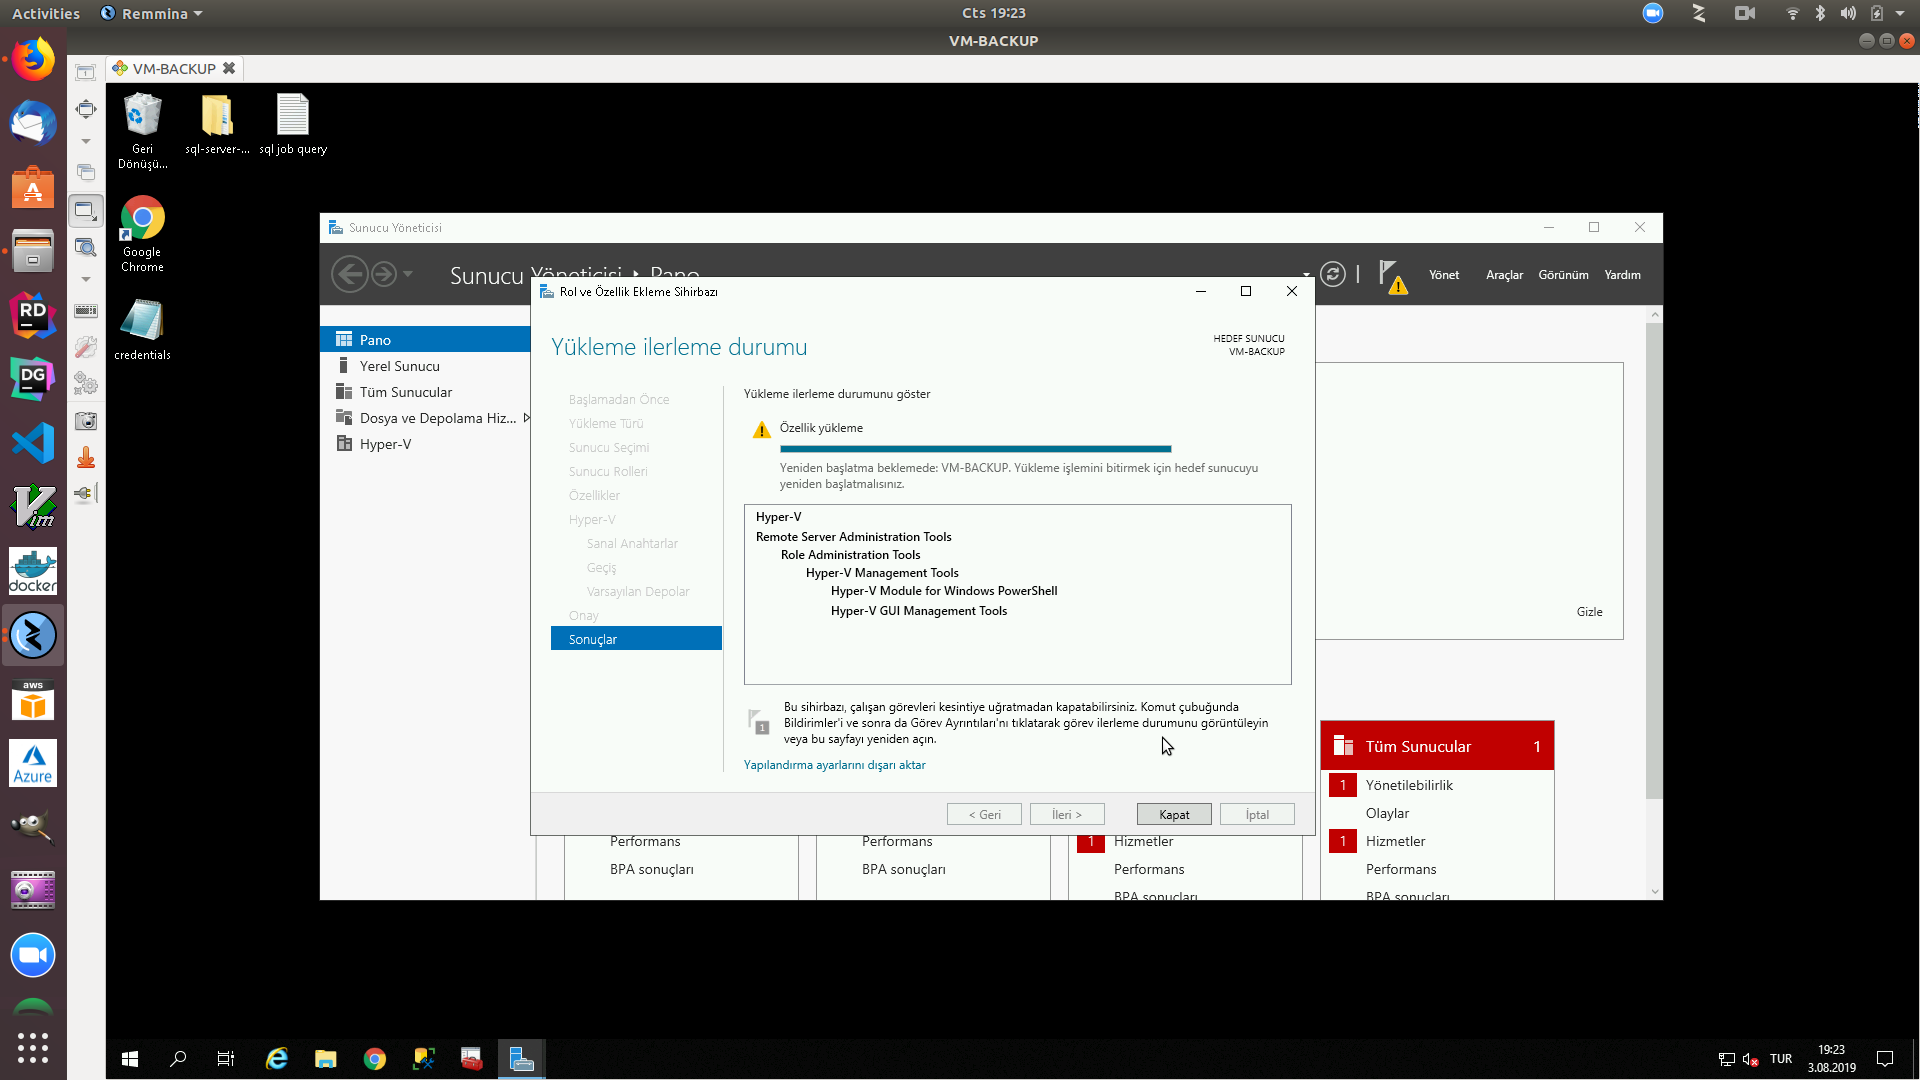 Activities
Remmina
Cts 19:23
VM-BACKUP
VM-BACKUP
Geri
Dönüşü...
sql-server-...
sql job query
Google
Chrome
credentials
RD
DG
Vim
docker
aws
Azure
Sunucu Yöneticisi
Sunucu Yöneticisi
Pano
Yönet
Araçlar
Görünüm
Yardım
Pano
Yerel Sunucu
Tüm Sunucular
Dosya ve Depolama Hiz...
Hyper-V
Rol ve Özellik Ekleme Sihirbazı
Yükleme ilerleme durumu
HEDEF SUNUCU
VM-BACKUP
Başlamadan Önce
Yükleme Türü
Sunucu Seçimi
Sunucu Rolleri
Özellikler
Hyper-V
Sanal Anahtarlar
Geçiş
Varsayılan Depolar
Onay
Sonuçlar
Yükleme ilerleme durumunu göster
Özellik yükleme
Yeniden başlatma beklemede: VM-BACKUP. Yükleme işlemini bitirmek için hedef sunucuyu
yeniden başlatmalısınız.
Hyper-V
Remote Server Administration Tools
Role Administration Tools
Hyper-V Management Tools
Hyper-V Module for Windows PowerShell
Hyper-V GUI Management Tools
1
Bu sihirbazı, çalışan görevleri kesintiye uğratmadan kapatabilirsiniz. Komut çubuğunda
Bildirimler'i ve sonra da Görev Ayrıntıları'nı tıklatarak görev ilerleme durumunu görüntüleyin
veya bu sayfayı yeniden açın.
Yapılandırma ayarlarını dışarı aktar
< Geri
İleri >
Kapat
İptal
Gizle
Tüm Sunucular 1
1 Yönetilebilirlik
Olaylar
1 Hizmetler
Performans
BPA sonuçları
Performans
BPA sonuçları
Performans
BPA sonuçları
1 Hizmetler
Performans
BPA sonuçları
TUR
19:23
3.08.2019